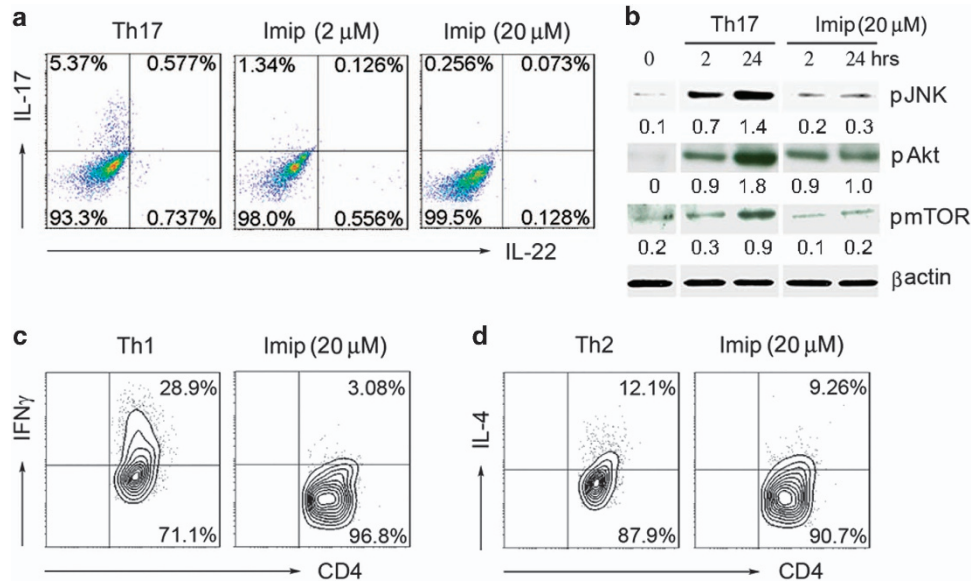 a
Th17
Imip (2 μM)
Imip (20 μM)
IL-17
5.37%
0.577%
1.34%
0.126%
0.256%
0.073%
93.3%
0.737%
98.0%
0.556%
99.5%
0.128%
IL-22
b
Th17
Imip (20 μM)
0
2
24
2
24 hrs
pJNK
0.1
0.7
1.4
0.2
0.3
pAkt
0
0.9
1.8
0.9
1.0
pmTOR
0.2
0.3
0.9
0.1
0.2
βactin
c
Th1
Imip (20 μM)
IFNγ
28.9%
3.08%
71.1%
96.8%
CD4
d
Th2
Imip (20 μM)
IL-4
12.1%
9.26%
87.9%
90.7%
CD4